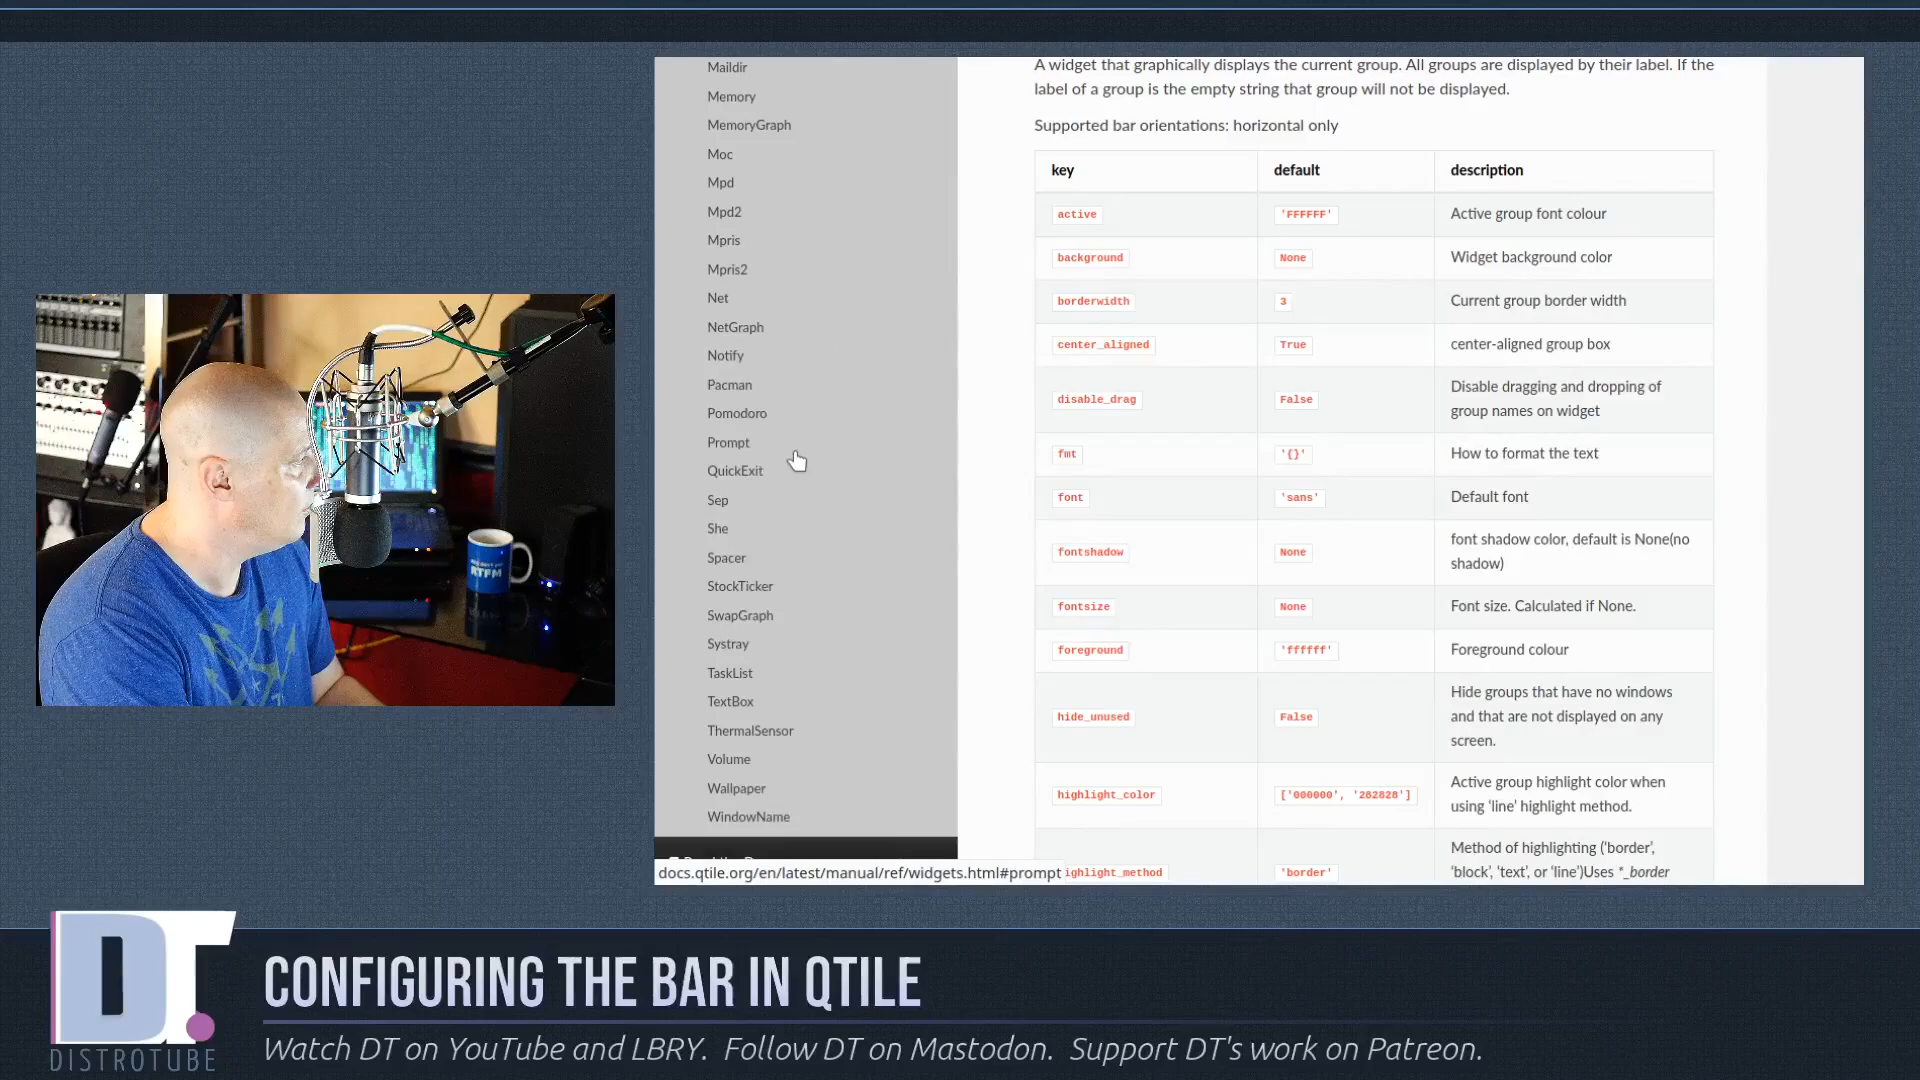 Maildir
Memory
MemoryGraph
Moc
Mpd
Mpd2
Mpris
Mpris2
Net
NetGraph
Notify
Pacman
Pomodoro
Prompt
QuickExit
Sep
She
Spacer
StockTicker
SwapGraph
Systray
TaskList
TextBox
ThermalSensor
Volume
Wallpaper
WindowName
docs.qtile.org/en/latest/manual/ref/widgets.html#prompt
A widget that graphically displays the current group. All groups are displayed by their label. If the
label of a group is the empty string that group will not be displayed.
Supported bar orientations: horizontal only
key default description
active 'FFFFFF' Active group font colour
background None Widget background color
borderwidth 3 Current group border width
center_aligned True center-aligned group box
disable_drag False Disable dragging and dropping of
group names on widget
fmt '{}' How to format the text
font 'sans' Default font
fontshadow None font shadow color, default is None(no
shadow)
fontsize None Font size. Calculated if None.
foreground 'ffffff' Foreground colour
hide_unused False Hide groups that have no windows
and that are not displayed on any
screen.
highlight_color ['000000', '282828'] Active group highlight color when
using ‘line’ highlight method.
ighlight_method 'border' Method of highlighting (‘border’,
‘block’, ‘text’, or ‘line’)Uses *_border
RTFM
DT
DISTROTUBE
CONFIGURING THE BAR IN QTILE
Watch DT on YouTube and LBRY. Follow DT on Mastodon. Support DT's work on Patreon.